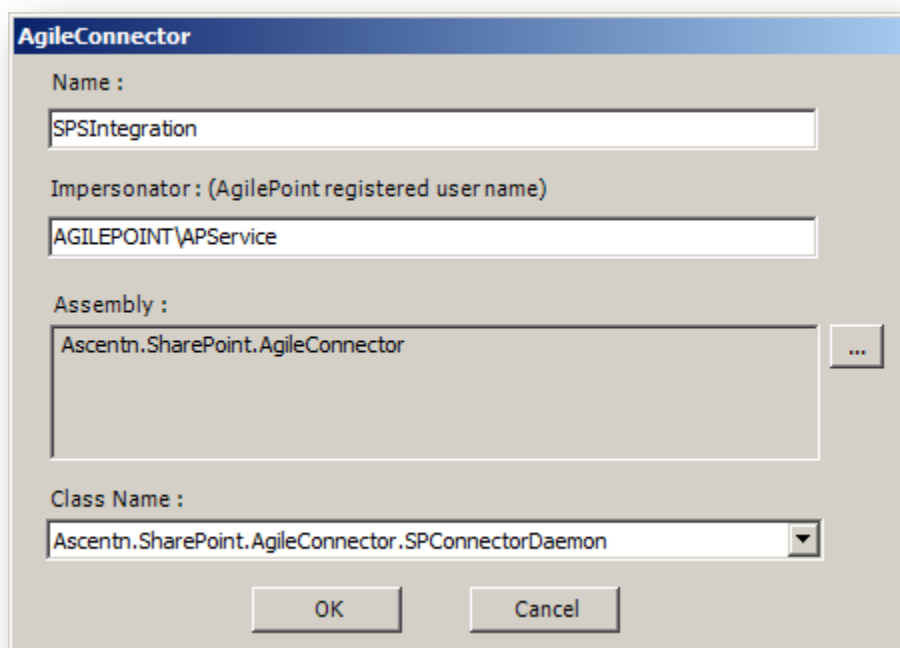 AgileConnector
Name :
SPSIntegration
Impersonator : (AgilePoint registered user name)
AGILEPOINT\APService
Assembly :
Ascentn.SharePoint.AgileConnector
...
Class Name :
Ascentn.SharePoint.AgileConnector.SPConnectorDaemon
OK Cancel